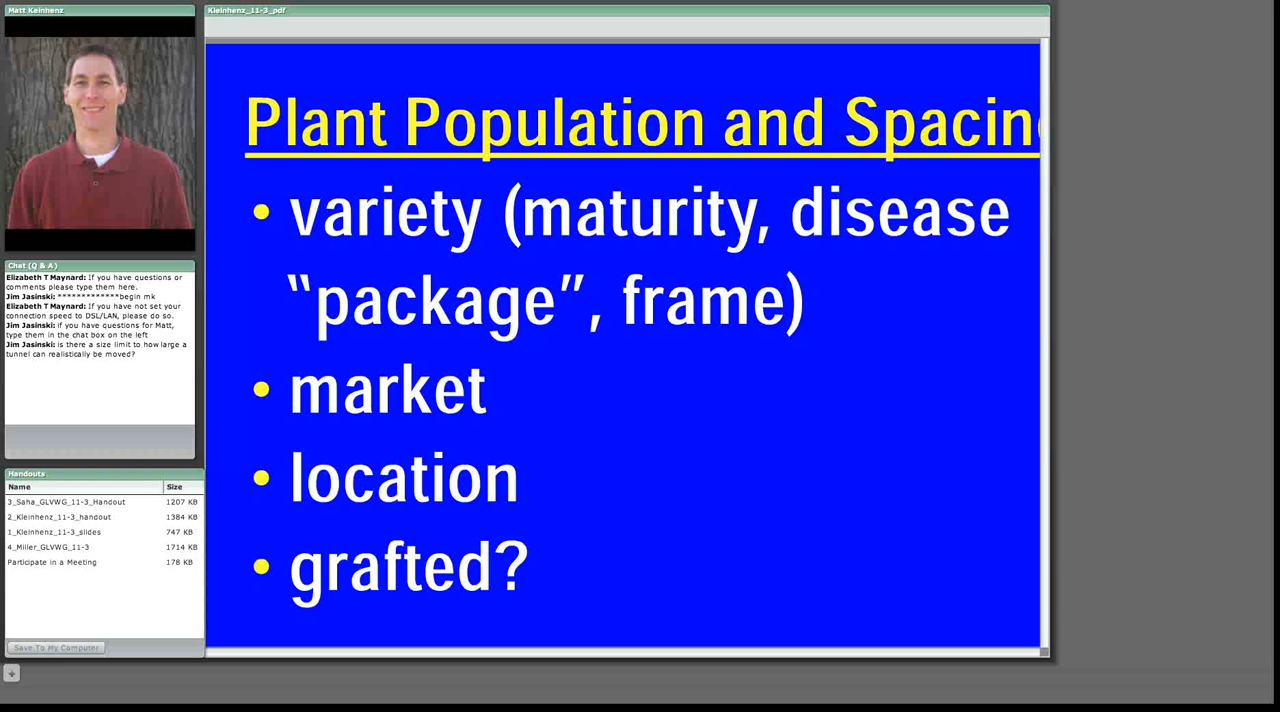 Matt Keinhenz
Chat (Q & A)
Elizabeth T Maynard: If you have questions or
comments please type them here.
Jim Jasinski: *************begin mk
Elizabeth T Maynard: If you have not set your
connection speed to DSL/LAN, please do so.
Jim Jasinski: if you have questions for Matt,
type them in the chat box on the left
Jim Jasinski: is there a size limit to how large a
tunnel can realistically be moved?
Handouts
Name Size
3_Saha_GLVWG_11-3_Handout 1207 KB
2_Kleinhenz_11-3_handout 1384 KB
1_Kleinhenz_11-3_slides 747 KB
4_Miller_GLVWG_11-3 1714 KB
Participate in a Meeting 178 KB
Save To My Computer
Kleinhenz_11-3_pdf
Plant Population and Spacing
• variety (maturity, disease
“package”, frame)
• market
• location
• grafted?